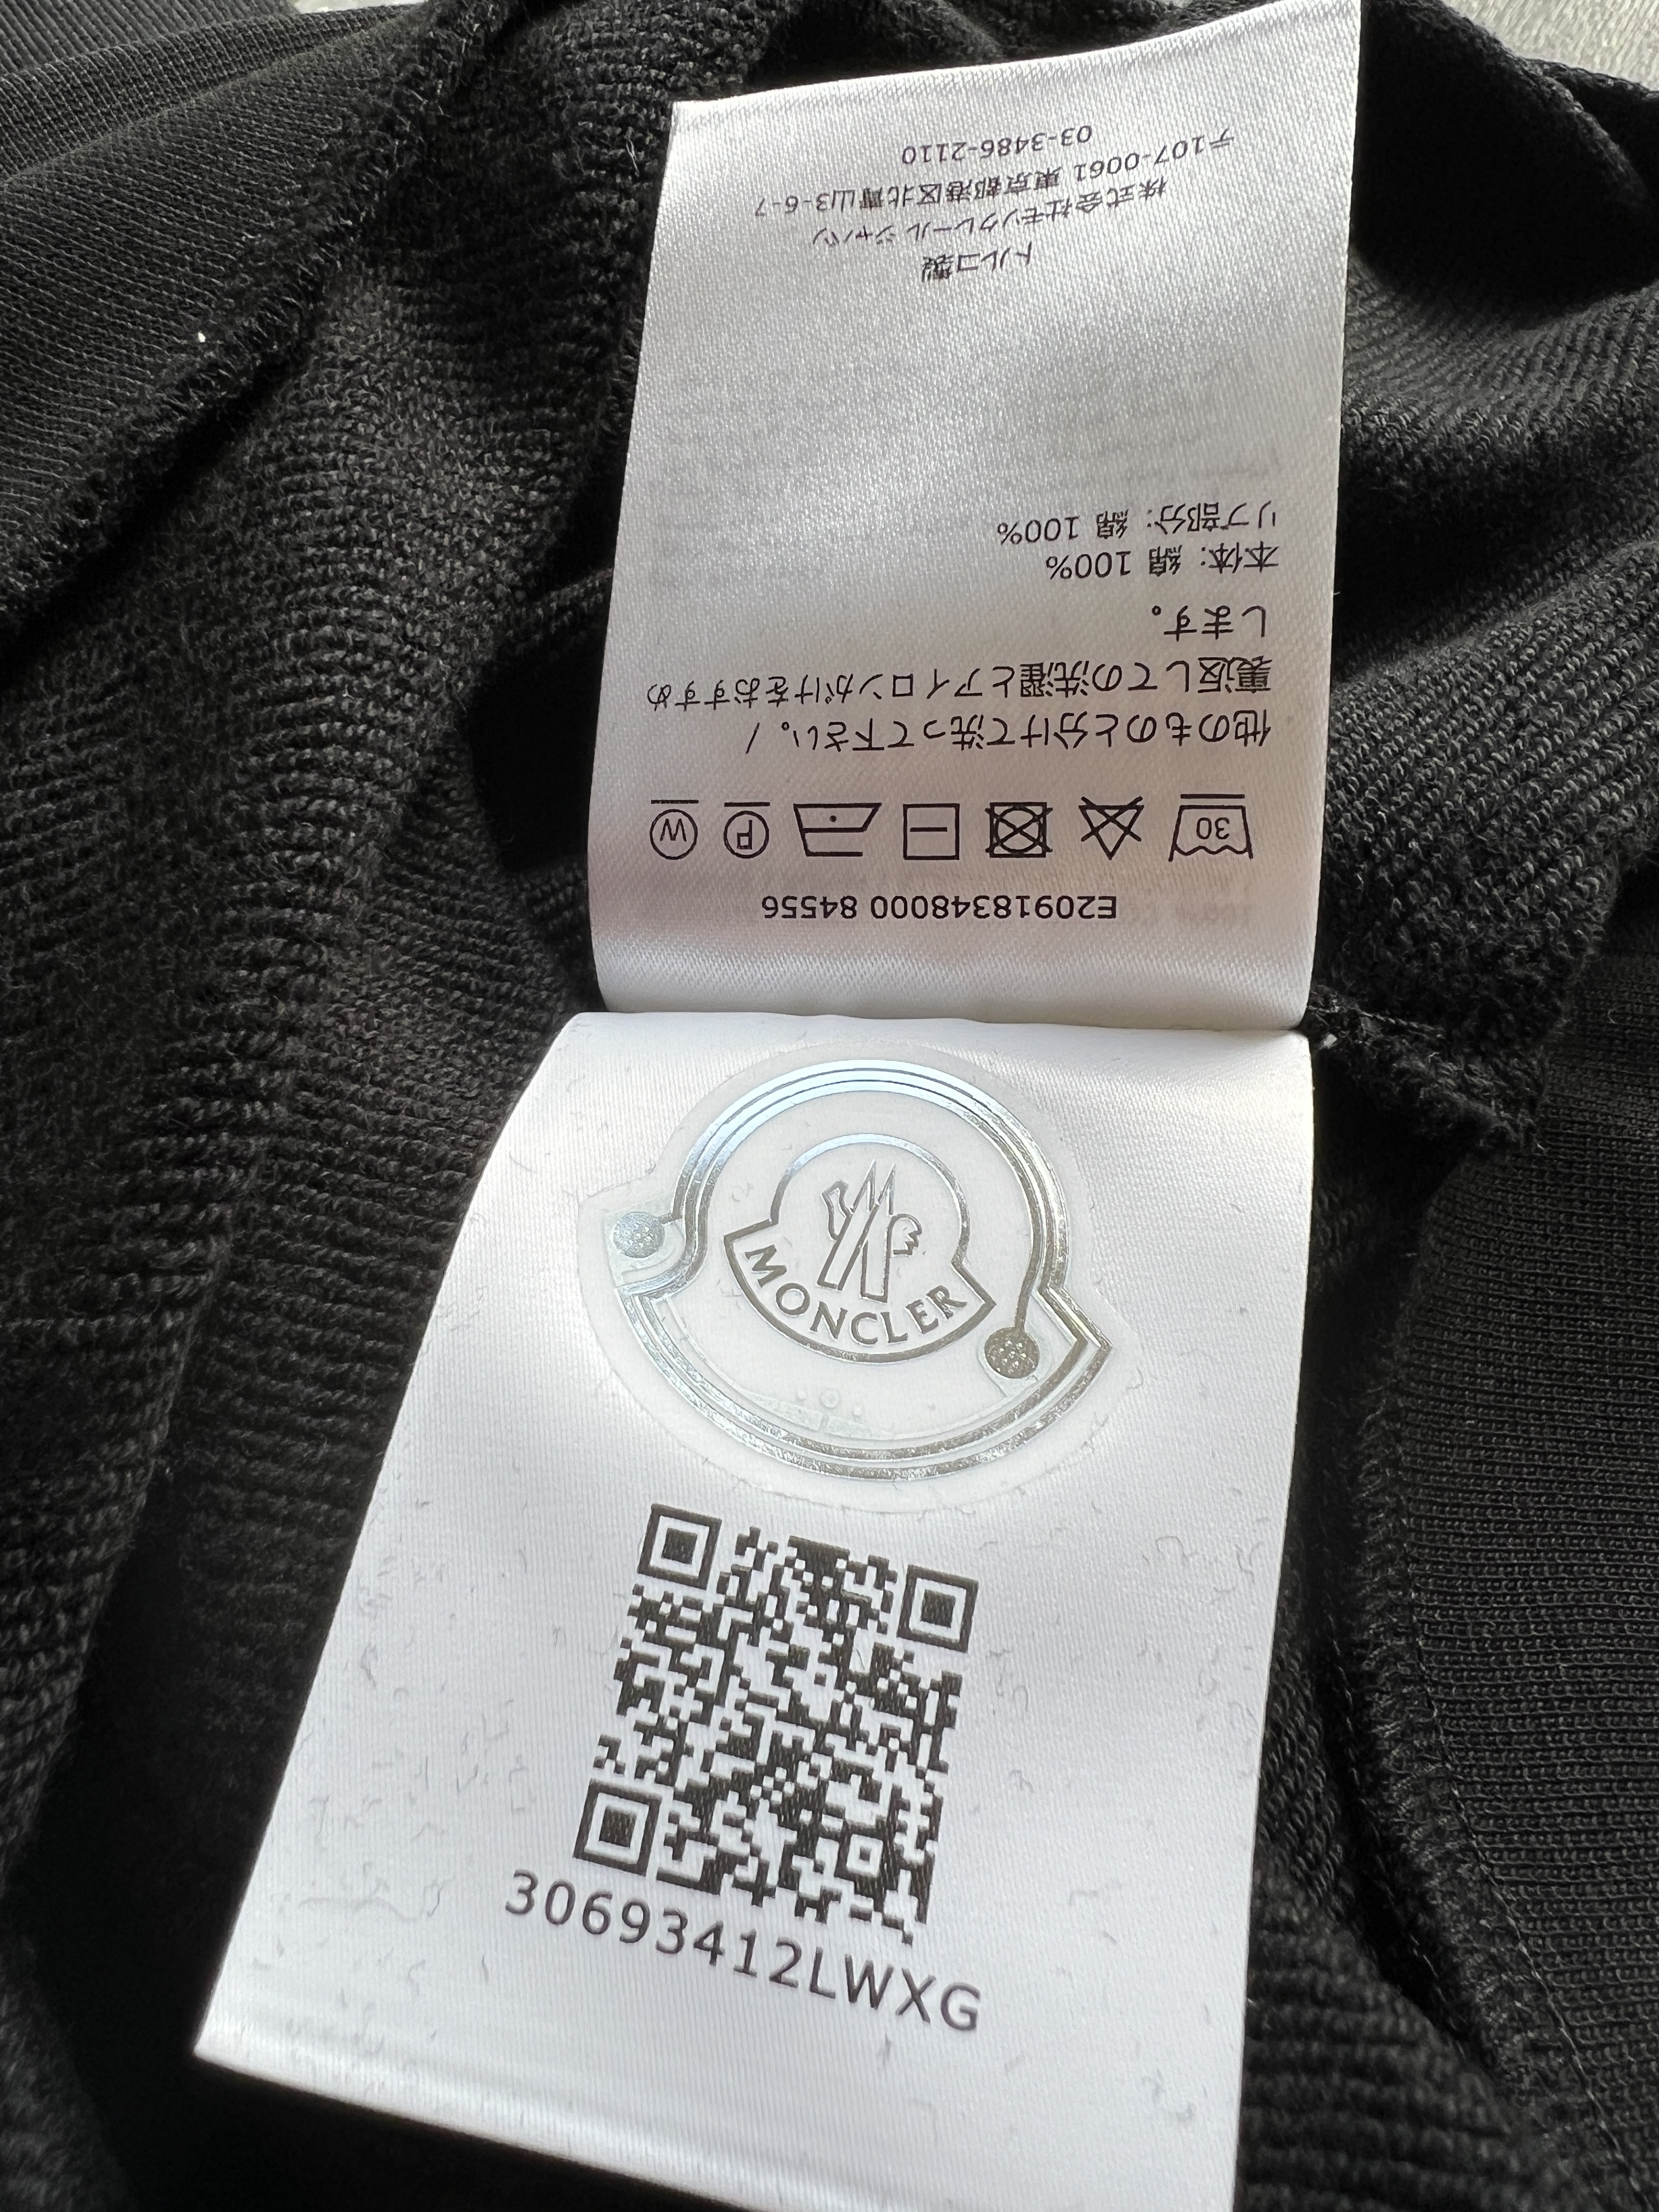 E20918348000 84556
30
P
W
他のものと分けて洗って下さい。 /
裏返しての洗濯とアイロンがけをおすすめ
します。
本体: 綿 100%
リブ部分: 綿 100%
トルコ製
株式会社モンクレール ジャパン
〒107-0061 東京都港区北青山3-6-7
03-3486-2110
MONCLER
30693412LWXG